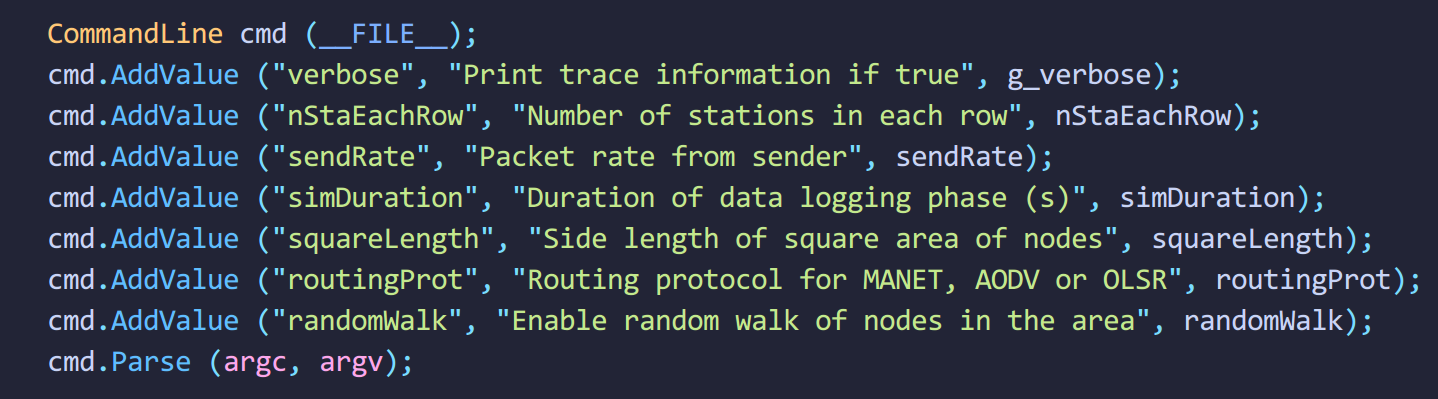 CommandLine cmd (__FILE__);
cmd.AddValue ("verbose", "Print trace information if true", g_verbose);
cmd.AddValue ("nStaEachRow", "Number of stations in each row", nStaEachRow);
cmd.AddValue ("sendRate", "Packet rate from sender", sendRate);
cmd.AddValue ("simDuration", "Duration of data logging phase (s)", simDuration);
cmd.AddValue ("squareLength", "Side length of square area of nodes", squareLength);
cmd.AddValue ("routingProt", "Routing protocol for MANET, AODV or OLSR", routingProt);
cmd.AddValue ("randomWalk", "Enable random walk of nodes in the area", randomWalk);
cmd.Parse (argc, argv);